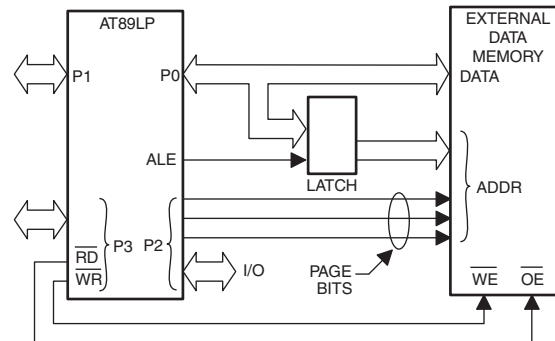 AT89LP
EXTERNAL
DATA
MEMORY
DATA
P1
P0
ALE
LATCH
ADDR
P3
P2
RD
WR
I/O
PAGE
BITS
WE
OE